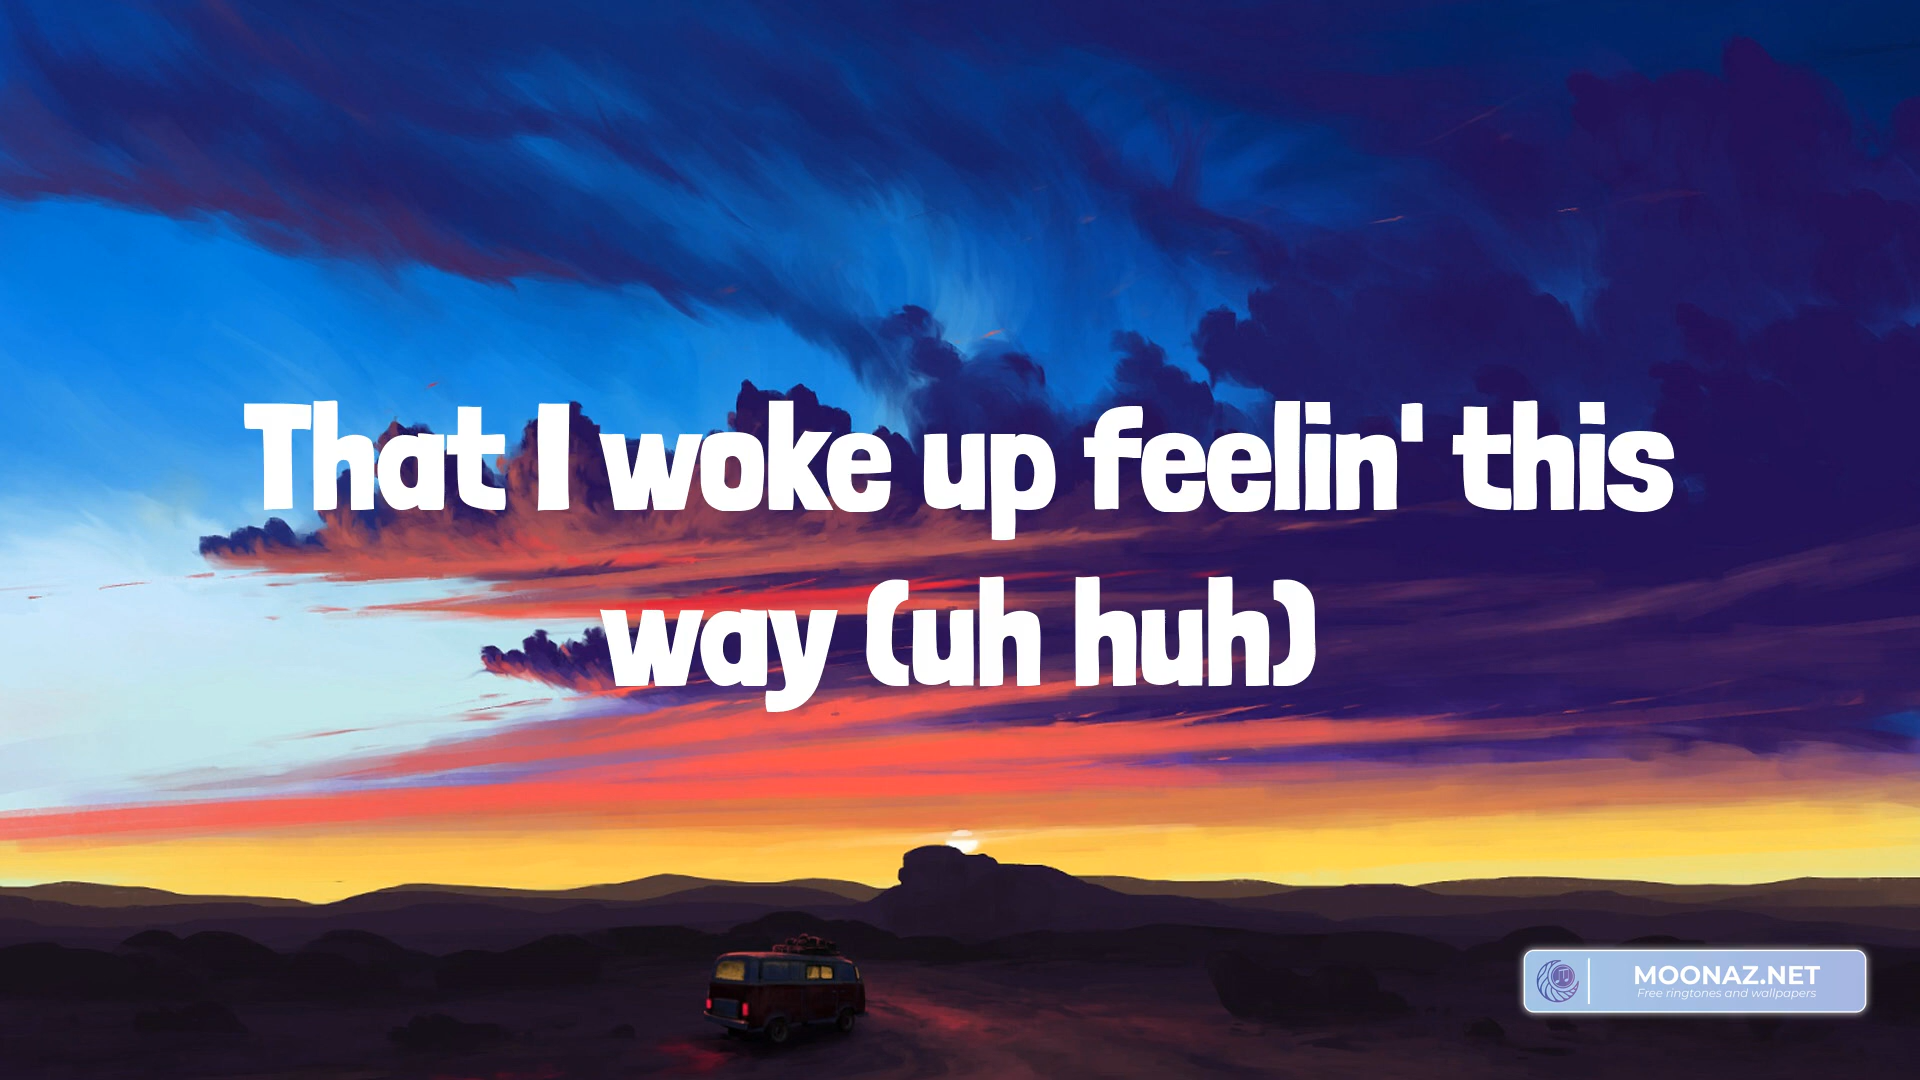 That I woke up feelin' this
way (uh huh)
MOONAZ.NET
Free ringtones and wallpapers